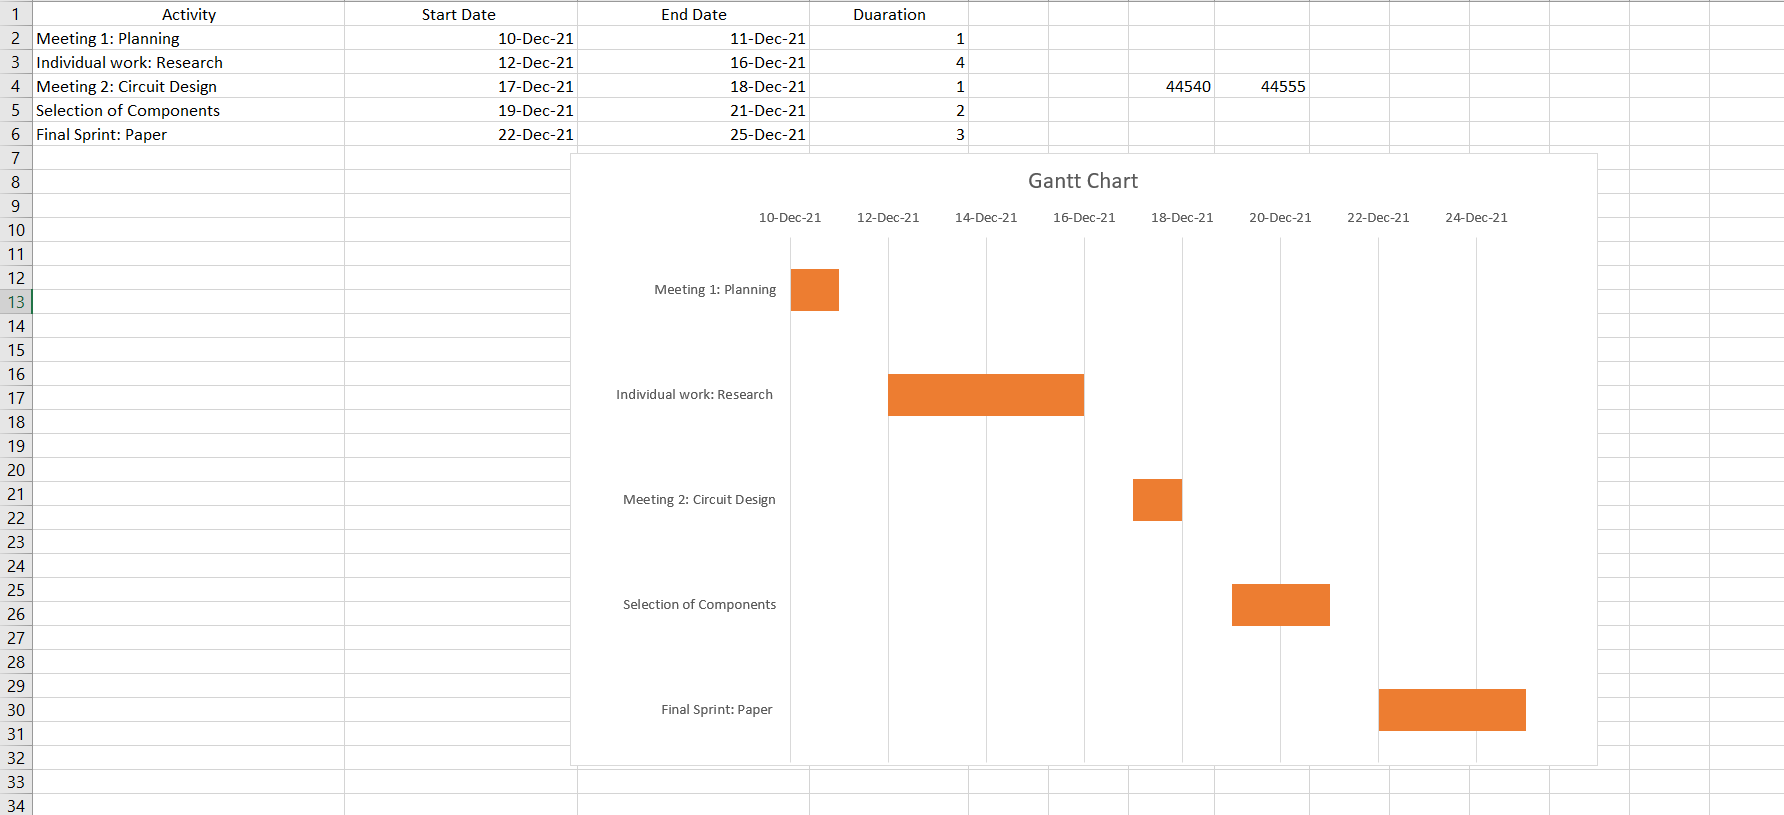 1 Activity Start Date End Date Duaration
2 Meeting 1: Planning 10-Dec-21 11-Dec-21 1
3 Individual work: Research 12-Dec-21 16-Dec-21 4
4 Meeting 2: Circuit Design 17-Dec-21 18-Dec-21 1 44540 44555
5 Selection of Components 19-Dec-21 21-Dec-21 2
6 Final Sprint: Paper 22-Dec-21 25-Dec-21 3
7
8 Gantt Chart
9
10-Dec-21 12-Dec-21 14-Dec-21 16-Dec-21 18-Dec-21 20-Dec-21 22-Dec-21 24-Dec-21
10
11
12
Meeting 1: Planning
13
14
15
16
17
Individual work: Research
18
19
20
21
Meeting 2: Circuit Design
22
23
24
25
Selection of Components
26
27
28
29
30 Final Sprint: Paper
31
32
33
34